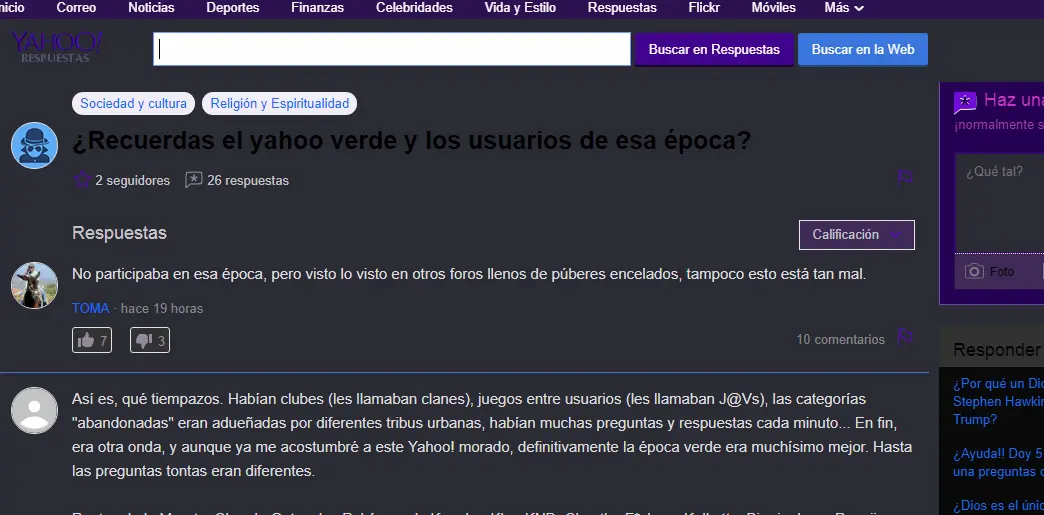 nicio Correo Noticias Deportes Finanzas Celebridades Vida y Estilo Respuestas Flickr Móviles Más
YAHOO!
RESPUESTAS
Buscar en Respuestas
Buscar en la Web
Sociedad y cultura
Religión y Espiritualidad
¿Recuerdas el yahoo verde y los usuarios de esa época?
2 seguidores
26 respuestas
Respuestas
Calificación
No participaba en esa época, pero visto lo visto en otros foros llenos de púberes encelados, tampoco esto está tan mal.
TOMA · hace 19 horas
7
3
10 comentarios
Así es, qué tiempazos. Habían clubes (les llamaban clanes), juegos entre usuarios (les llamaban J@Vs), las categorías
"abandonadas" eran adueñadas por diferentes tribus urbanas, habían muchas preguntas y respuestas cada minuto... En fin,
era otra onda, y aunque ya me acostumbré a este Yahoo! morado, definitivamente la época verde era muchísimo mejor. Hasta
las preguntas tontas eran diferentes.
Haz una
¡normalmente s
¿Qué tal?
Foto
Responder
¿Por qué un Dio
Stephen Hawkin
Trump?
¿Ayuda!! Doy 5
una preguntas d
¿Dios es el únic